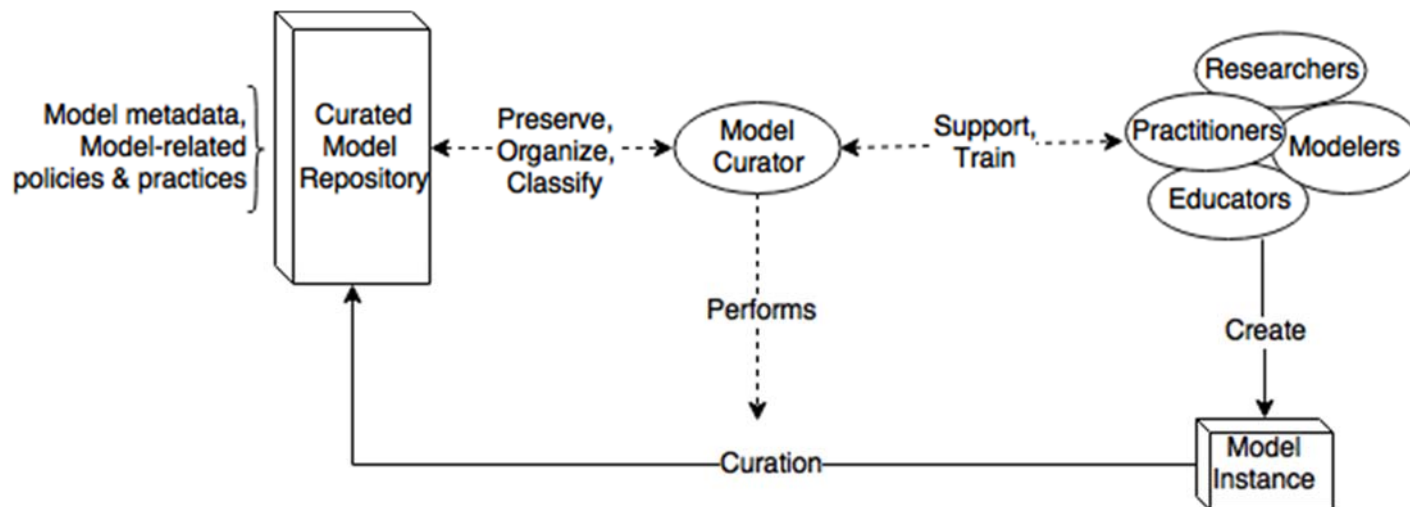 Model metadata,
Model-related
policies & practices
Curated
Model
Repository
Preserve,
Organize,
Classify
Model
Curator
Support,
Train
Researchers
Practitioners
Modelers
Educators
Performs
Create
Curation
Model
Instance